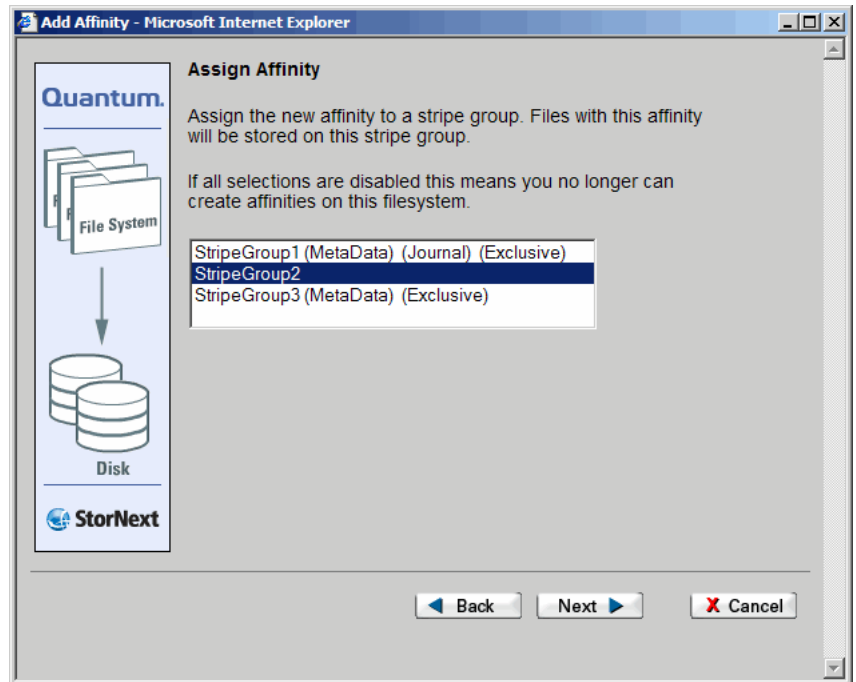 Add Affinity - Microsoft Internet Explorer
Quantum.
File System
Disk
StorNext
Assign Affinity
Assign the new affinity to a stripe group. Files with this affinity
will be stored on this stripe group.
If all selections are disabled this means you no longer can
create affinities on this filesystem.
StripeGroup1 (MetaData) (Journal) (Exclusive)
StripeGroup2
StripeGroup3 (MetaData) (Exclusive)
Back
Next
X Cancel